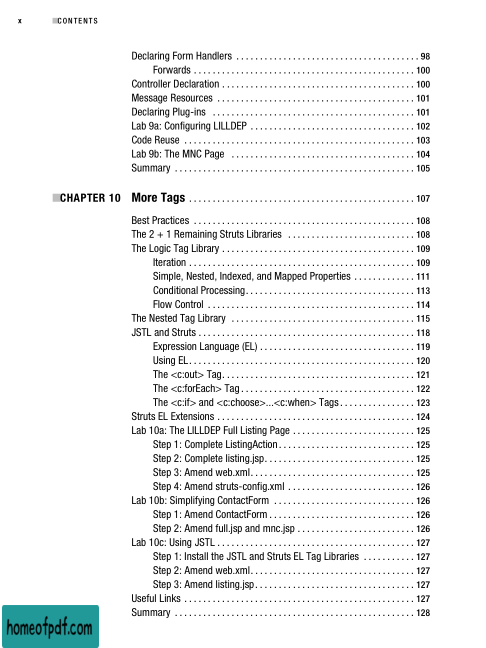 x ■CONTENTS
Declaring Form Handlers . . . . . . . . . . . . . . . . . . . . . . . . . . . . . . . . . . . . . . . 98
Forwards . . . . . . . . . . . . . . . . . . . . . . . . . . . . . . . . . . . . . . . . . . . . . . . 100
Controller Declaration . . . . . . . . . . . . . . . . . . . . . . . . . . . . . . . . . . . . . . . . . 100
Message Resources . . . . . . . . . . . . . . . . . . . . . . . . . . . . . . . . . . . . . . . . . . 101
Declaring Plug-ins . . . . . . . . . . . . . . . . . . . . . . . . . . . . . . . . . . . . . . . . . . . 101
Lab 9a: Configuring LILLDEP . . . . . . . . . . . . . . . . . . . . . . . . . . . . . . . . . . . 102
Code Reuse . . . . . . . . . . . . . . . . . . . . . . . . . . . . . . . . . . . . . . . . . . . . . . . . . 103
Lab 9b: The MNC Page . . . . . . . . . . . . . . . . . . . . . . . . . . . . . . . . . . . . . . . 104
Summary . . . . . . . . . . . . . . . . . . . . . . . . . . . . . . . . . . . . . . . . . . . . . . . . . . . 105
■CHAPTER 10 More Tags . . . . . . . . . . . . . . . . . . . . . . . . . . . . . . . . . . . . . . . . . . . . . . . . 107
Best Practices . . . . . . . . . . . . . . . . . . . . . . . . . . . . . . . . . . . . . . . . . . . . . . . 108
The 2 + 1 Remaining Struts Libraries . . . . . . . . . . . . . . . . . . . . . . . . . . . 108
The Logic Tag Library . . . . . . . . . . . . . . . . . . . . . . . . . . . . . . . . . . . . . . . . . 109
Iteration . . . . . . . . . . . . . . . . . . . . . . . . . . . . . . . . . . . . . . . . . . . . . . . . 109
Simple, Nested, Indexed, and Mapped Properties . . . . . . . . . . . . . 111
Conditional Processing. . . . . . . . . . . . . . . . . . . . . . . . . . . . . . . . . . . . 113
Flow Control . . . . . . . . . . . . . . . . . . . . . . . . . . . . . . . . . . . . . . . . . . . . 114
The Nested Tag Library . . . . . . . . . . . . . . . . . . . . . . . . . . . . . . . . . . . . . . . 115
JSTL and Struts . . . . . . . . . . . . . . . . . . . . . . . . . . . . . . . . . . . . . . . . . . . . . . 118
Expression Language (EL) . . . . . . . . . . . . . . . . . . . . . . . . . . . . . . . . . 119
Using EL. . . . . . . . . . . . . . . . . . . . . . . . . . . . . . . . . . . . . . . . . . . . . . . . 120
The <c:out> Tag. . . . . . . . . . . . . . . . . . . . . . . . . . . . . . . . . . . . . . . . . 121
The <c:forEach> Tag . . . . . . . . . . . . . . . . . . . . . . . . . . . . . . . . . . . . . 122
The <c:if> and <c:choose>...<c:when> Tags . . . . . . . . . . . . . . . . 123
Struts EL Extensions . . . . . . . . . . . . . . . . . . . . . . . . . . . . . . . . . . . . . . . . . . 124
Lab 10a: The LILLDEP Full Listing Page . . . . . . . . . . . . . . . . . . . . . . . . . . 125
Step 1: Complete ListingAction . . . . . . . . . . . . . . . . . . . . . . . . . . . . . 125
Step 2: Complete listing.jsp. . . . . . . . . . . . . . . . . . . . . . . . . . . . . . . . 125
Step 3: Amend web.xml. . . . . . . . . . . . . . . . . . . . . . . . . . . . . . . . . . . 125
Step 4: Amend struts-config.xml . . . . . . . . . . . . . . . . . . . . . . . . . . . 126
Lab 10b: Simplifying ContactForm . . . . . . . . . . . . . . . . . . . . . . . . . . . . . . 126
Step 1: Amend ContactForm . . . . . . . . . . . . . . . . . . . . . . . . . . . . . . . 126
Step 2: Amend full.jsp and mnc.jsp . . . . . . . . . . . . . . . . . . . . . . . . . 126
Lab 10c: Using JSTL . . . . . . . . . . . . . . . . . . . . . . . . . . . . . . . . . . . . . . . . . . 127
Step 1: Install the JSTL and Struts EL Tag Libraries . . . . . . . . . . . 127
Step 2: Amend web.xml. . . . . . . . . . . . . . . . . . . . . . . . . . . . . . . . . . . 127
Step 3: Amend listing.jsp. . . . . . . . . . . . . . . . . . . . . . . . . . . . . . . . . . 127
Useful Links . . . . . . . . . . . . . . . . . . . . . . . . . . . . . . . . . . . . . . . . . . . . . . . . . 127
Summary . . . . . . . . . . . . . . . . . . . . . . . . . . . . . . . . . . . . . . . . . . . . . . . . . . . 128
homeofpdf.com